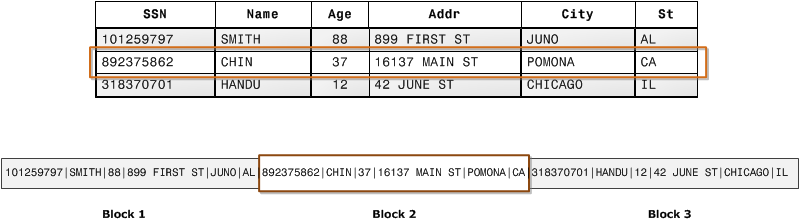 SSN Name Age Addr City St
101259797 SMITH 88 899 FIRST ST JUNO AL
892375862 CHIN 37 16137 MAIN ST POMONA CA
318370701 HANDU 12 42 JUNE ST CHICAGO IL
101259797|SMITH|88|899 FIRST ST|JUNO|AL 892375862|CHIN|37|16137 MAIN ST|POMONA|CA 318370701|HANDU|12|42 JUNE ST|CHICAGO|IL
Block 1 Block 2 Block 3